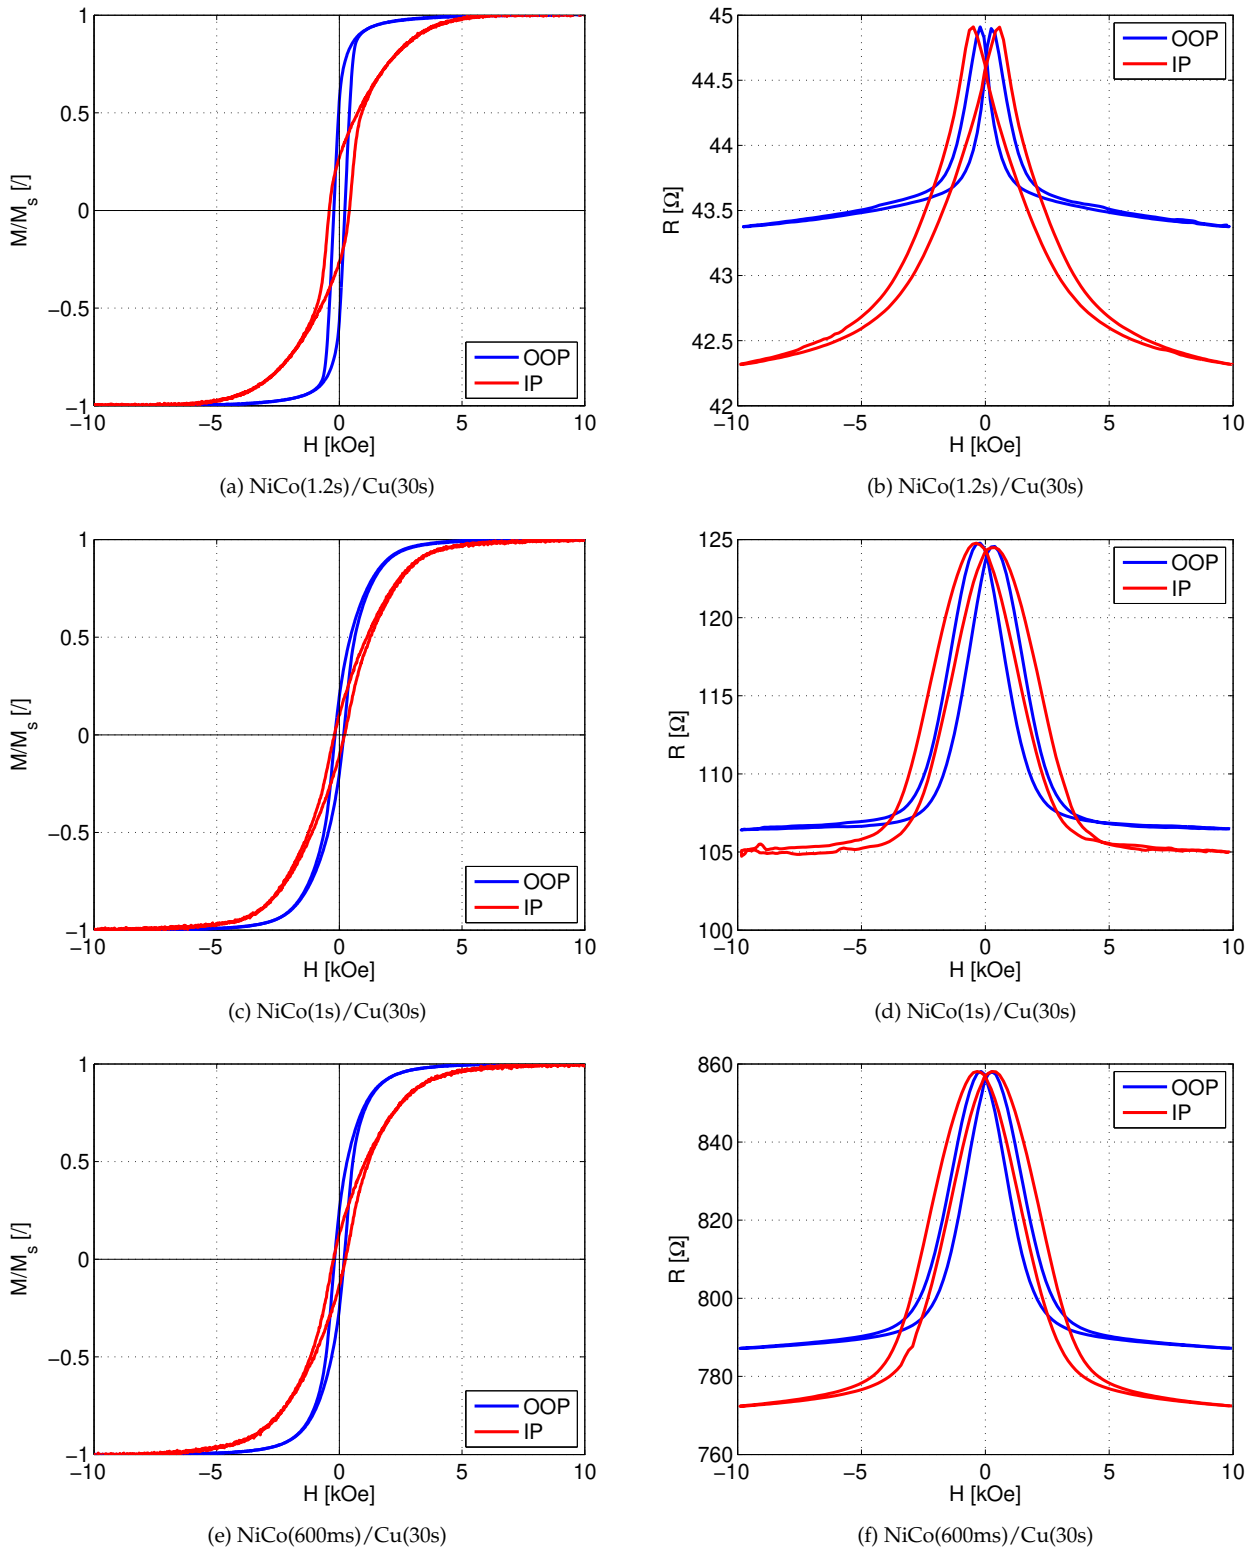 1
0.5
0
−0.5
−1
−10
−5
0
5
10
H [kOe]
M/Ms [/]
OOP
IP
(a) NiCo(1.2s)/Cu(30s)
45
44.5
44
43.5
43
42.5
42
−10
−5
0
5
10
H [kOe]
R [Ω]
OOP
IP
(b) NiCo(1.2s)/Cu(30s)
1
0.5
0
−0.5
−1
−10
−5
0
5
10
H [kOe]
M/Ms [/]
OOP
IP
(c) NiCo(1s)/Cu(30s)
125
120
115
110
105
100
−10
−5
0
5
10
H [kOe]
R [Ω]
OOP
IP
(d) NiCo(1s)/Cu(30s)
1
0.5
0
−0.5
−1
−10
−5
0
5
10
H [kOe]
M/Ms [/]
OOP
IP
(e) NiCo(600ms)/Cu(30s)
860
840
820
800
780
760
−10
−5
0
5
10
H [kOe]
R [Ω]
OOP
IP
(f) NiCo(600ms)/Cu(30s)